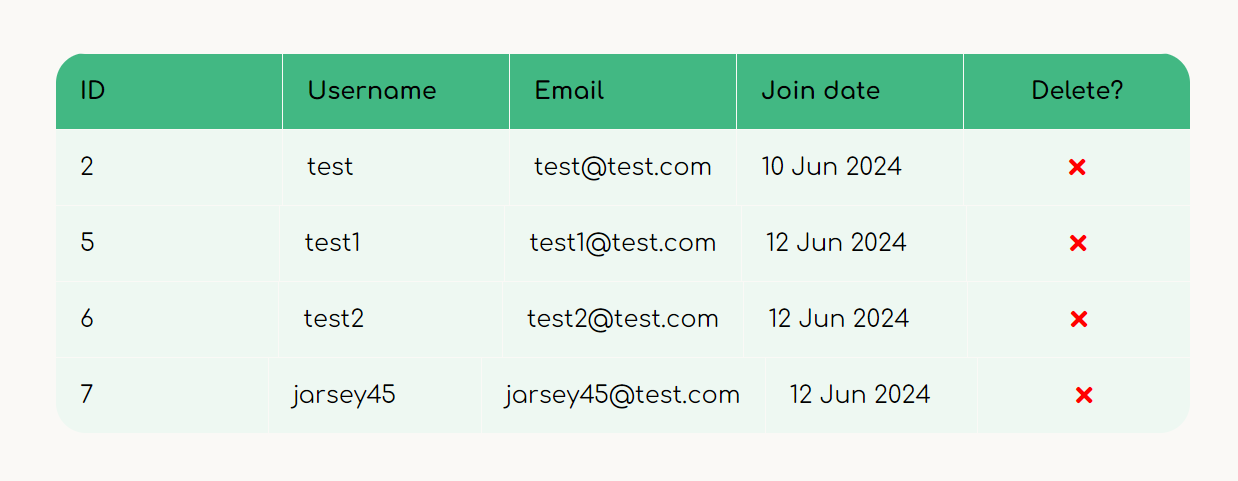 ID Username Email Join date Delete?
2 test test@test.com 10 Jun 2024
5 test1 test1@test.com 12 Jun 2024
6 test2 test2@test.com 12 Jun 2024
7 jarsey45 jarsey45@test.com 12 Jun 2024